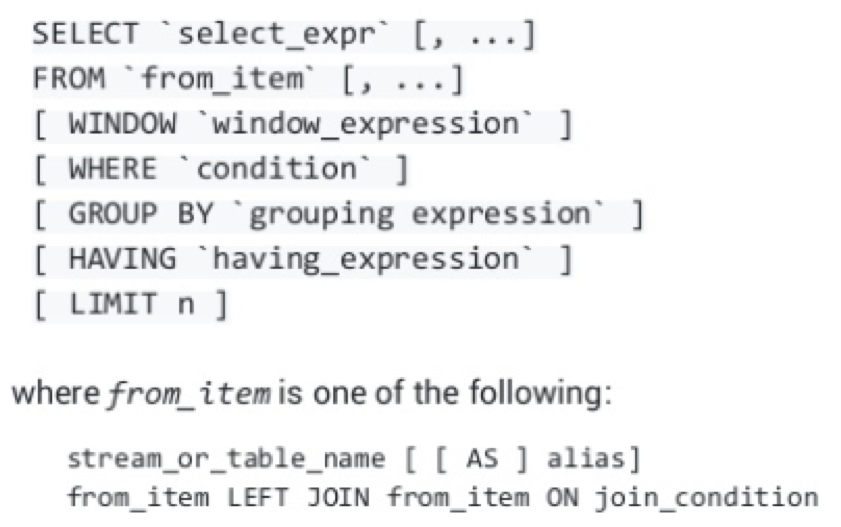 SELECT `select_expr` [, ...]
FROM `from_item` [, ...]
[ WINDOW `window_expression` ]
[ WHERE `condition` ]
[ GROUP BY `grouping expression` ]
[ HAVING `having_expression` ]
[ LIMIT n ]
where from_item is one of the following:
stream_or_table_name [ [ AS ] alias]
from_item LEFT JOIN from_item ON join_condition